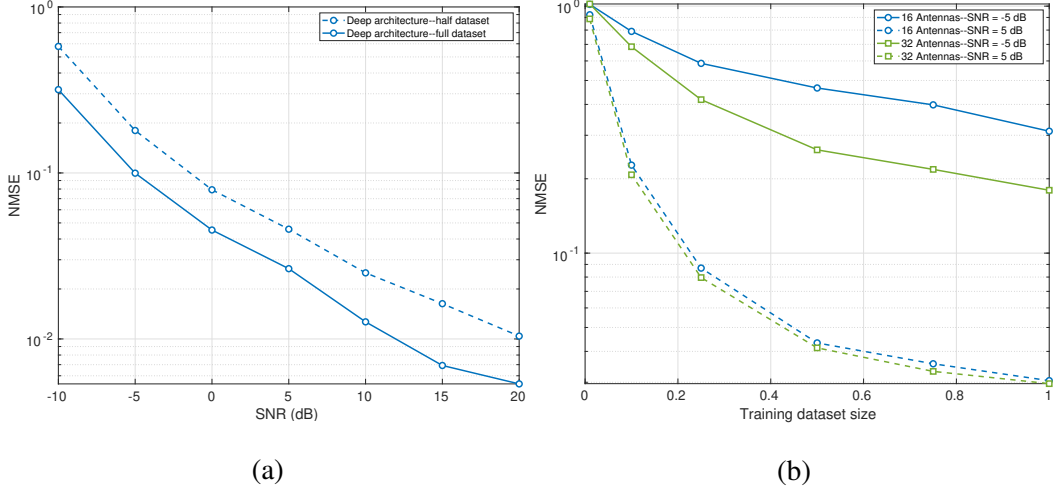 10^0
10^-1
10^-2
NMSE
-10 -5 0 5 10 15 20
SNR (dB)
Deep architecture--half dataset
Deep architecture--full dataset
(a)
10^0
10^-1
NMSE
0 0.2 0.4 0.6 0.8 1
Training dataset size
16 Antennas--SNR = -5 dB
16 Antennas--SNR = 5 dB
32 Antennas--SNR = -5 dB
32 Antennas--SNR = 5 dB
(b)